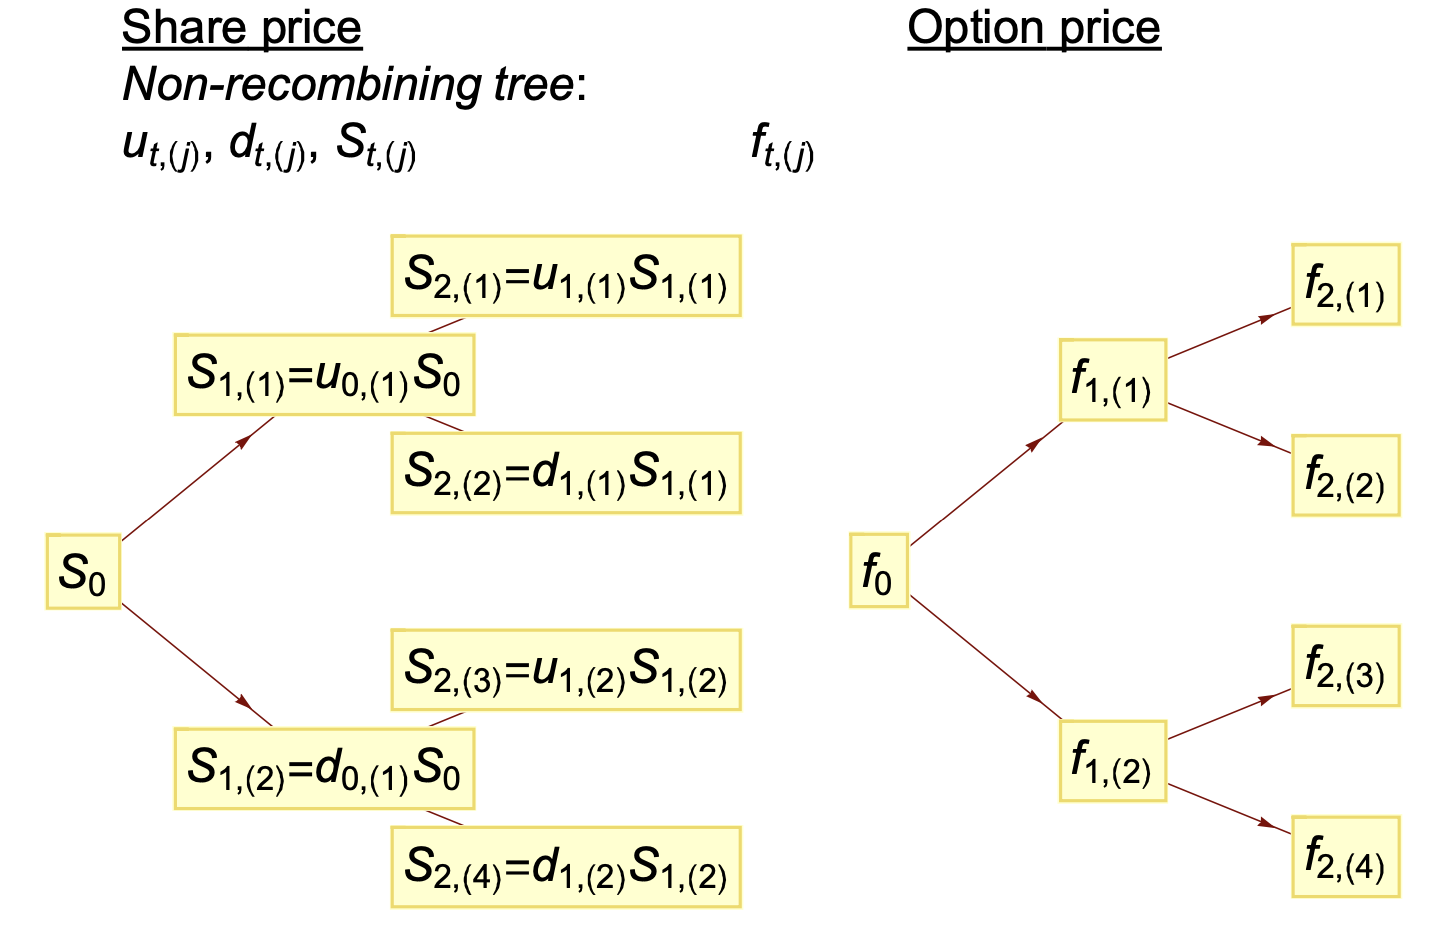 Share price
Option price
Non-recombining tree:
u_{t,(j)}, d_{t,(j)}, S_{t,(j)}
f_{t,(j)}
S_{2,(1)}=u_{1,(1)}S_{1,(1)}
S_{1,(1)}=u_{0,(1)}S_0
S_{2,(2)}=d_{1,(1)}S_{1,(1)}
S_0
S_{2,(3)}=u_{1,(2)}S_{1,(2)}
S_{1,(2)}=d_{0,(1)}S_0
S_{2,(4)}=d_{1,(2)}S_{1,(2)}
f_{2,(1)}
f_{1,(1)}
f_{2,(2)}
f_0
f_{2,(3)}
f_{1,(2)}
f_{2,(4)}